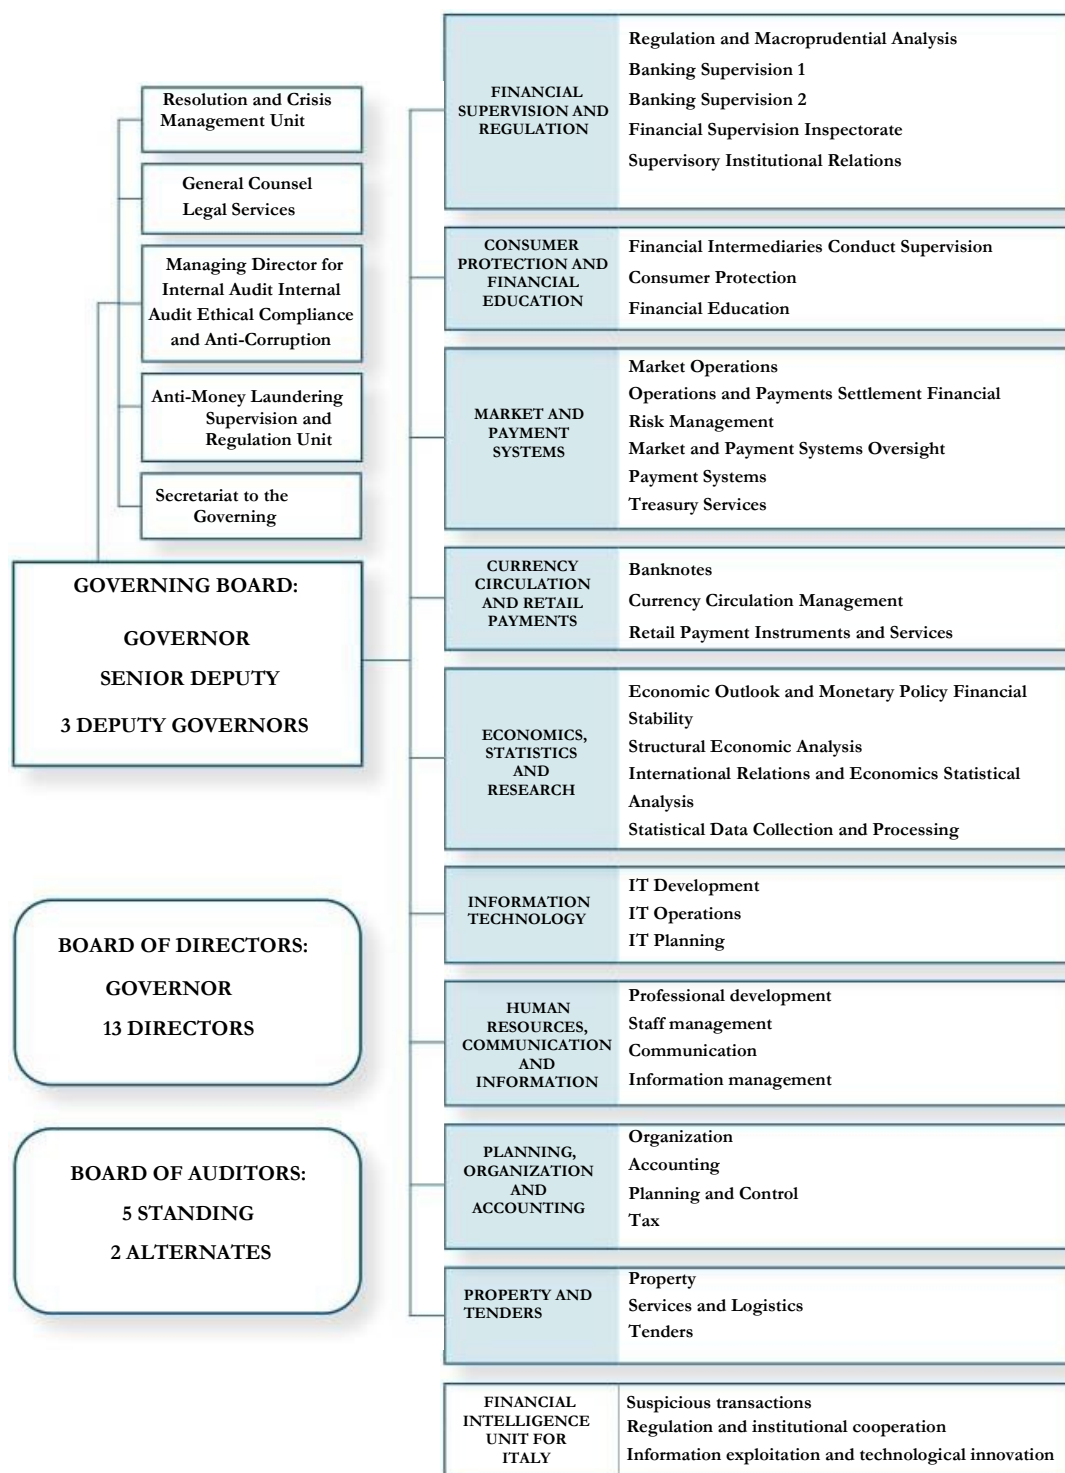 Resolution and Crisis
Management Unit
General Counsel
Legal Services
Managing Director for
Internal Audit Internal
Audit Ethical Compliance
and Anti-Corruption
Anti-Money Laundering
Supervision and
Regulation Unit
Secretariat to the
Governing
GOVERNING BOARD:
GOVERNOR
SENIOR DEPUTY
3 DEPUTY GOVERNORS
BOARD OF DIRECTORS:
GOVERNOR
13 DIRECTORS
BOARD OF AUDITORS:
5 STANDING
2 ALTERNATES
FINANCIAL
SUPERVISION AND
REGULATION
Regulation and Macroprudential Analysis
Banking Supervision 1
Banking Supervision 2
Financial Supervision Inspectorate
Supervisory Institutional Relations
CONSUMER
PROTECTION AND
FINANCIAL
EDUCATION
Financial Intermediaries Conduct Supervision
Consumer Protection
Financial Education
MARKET AND
PAYMENT
SYSTEMS
Market Operations
Operations and Payments Settlement Financial
Risk Management
Market and Payment Systems Oversight
Payment Systems
Treasury Services
CURRENCY
CIRCULATION
AND RETAIL
PAYMENTS
Banknotes
Currency Circulation Management
Retail Payment Instruments and Services
ECONOMICS,
STATISTICS
AND
RESEARCH
Economic Outlook and Monetary Policy Financial
Stability
Structural Economic Analysis
International Relations and Economics Statistical
Analysis
Statistical Data Collection and Processing
INFORMATION
TECHNOLOGY
IT Development
IT Operations
IT Planning
HUMAN
RESOURCES,
COMMUNICATION
AND
INFORMATION
Professional development
Staff management
Communication
Information management
PLANNING,
ORGANIZATION
AND
ACCOUNTING
Organization
Accounting
Planning and Control
Tax
PROPERTY AND
TENDERS
Property
Services and Logistics
Tenders
FINANCIAL
INTELLIGENCE
UNIT FOR
ITALY
Suspicious transactions
Regulation and institutional cooperation
Information exploitation and technological innovation